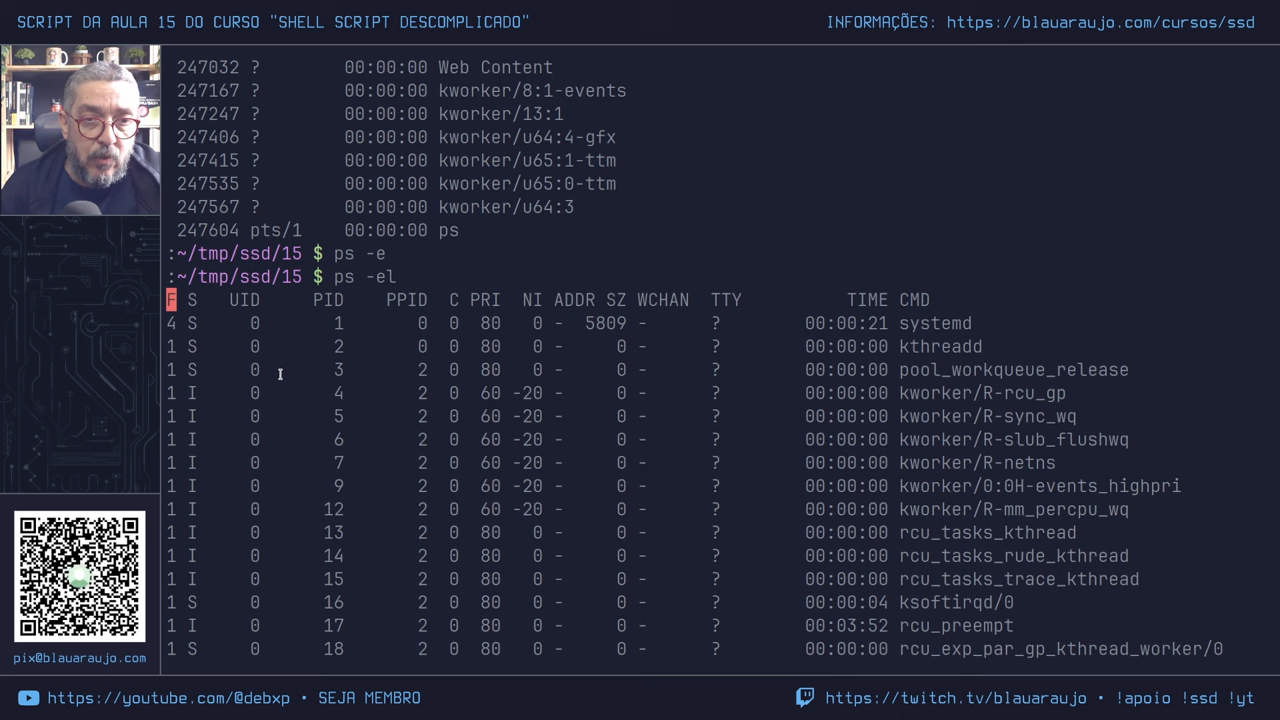 SCRIPT DA AULA 15 DO CURSO "SHELL SCRIPT DESCOMPLICADO"
INFORMAÇÕES: https://blauaraujo.com/cursos/ssd
247032 ?        00:00:00 Web Content
247167 ?        00:00:00 kworker/8:1-events
247247 ?        00:00:00 kworker/13:1
247406 ?        00:00:00 kworker/u64:4-gfx
247415 ?        00:00:00 kworker/u65:1-ttm
247535 ?        00:00:00 kworker/u65:0-ttm
247567 ?        00:00:00 kworker/u64:3
247604 pts/1    00:00:00 ps
:~/tmp/ssd/15 $ ps -e
:~/tmp/ssd/15 $ ps -el
F S   UID     PID    PPID  C PRI  NI ADDR SZ WCHAN  TTY          TIME CMD
4 S     0       1       0  0  80   0 -  5809 -      ?        00:00:21 systemd
1 S     0       2       0  0  80   0 -     0 -      ?        00:00:00 kthreadd
1 S     0       3       2  0  80   0 -     0 -      ?        00:00:00 pool_workqueue_release
1 I     0       4       2  0  60 -20 -     0 -      ?        00:00:00 kworker/R-rcu_gp
1 I     0       5       2  0  60 -20 -     0 -      ?        00:00:00 kworker/R-sync_wq
1 I     0       6       2  0  60 -20 -     0 -      ?        00:00:00 kworker/R-slub_flushwq
1 I     0       7       2  0  60 -20 -     0 -      ?        00:00:00 kworker/R-netns
1 I     0       9       2  0  60 -20 -     0 -      ?        00:00:00 kworker/0:0H-events_highpri
1 I     0      12       2  0  60 -20 -     0 -      ?        00:00:00 kworker/R-mm_percpu_wq
1 I     0      13       2  0  80   0 -     0 -      ?        00:00:00 rcu_tasks_kthread
1 I     0      14       2  0  80   0 -     0 -      ?        00:00:00 rcu_tasks_rude_kthread
1 I     0      15       2  0  80   0 -     0 -      ?        00:00:00 rcu_tasks_trace_kthread
1 S     0      16       2  0  80   0 -     0 -      ?        00:00:04 ksoftirqd/0
1 I     0      17       2  0  80   0 -     0 -      ?        00:03:52 rcu_preempt
1 S     0      18       2  0  80   0 -     0 -      ?        00:00:00 rcu_exp_par_gp_kthread_worker/0
pix@blauaraujo.com
https://youtube.com/@debxp • SEJA MEMBRO
https://twitch.tv/blauaraujo • !apoio !ssd !yt